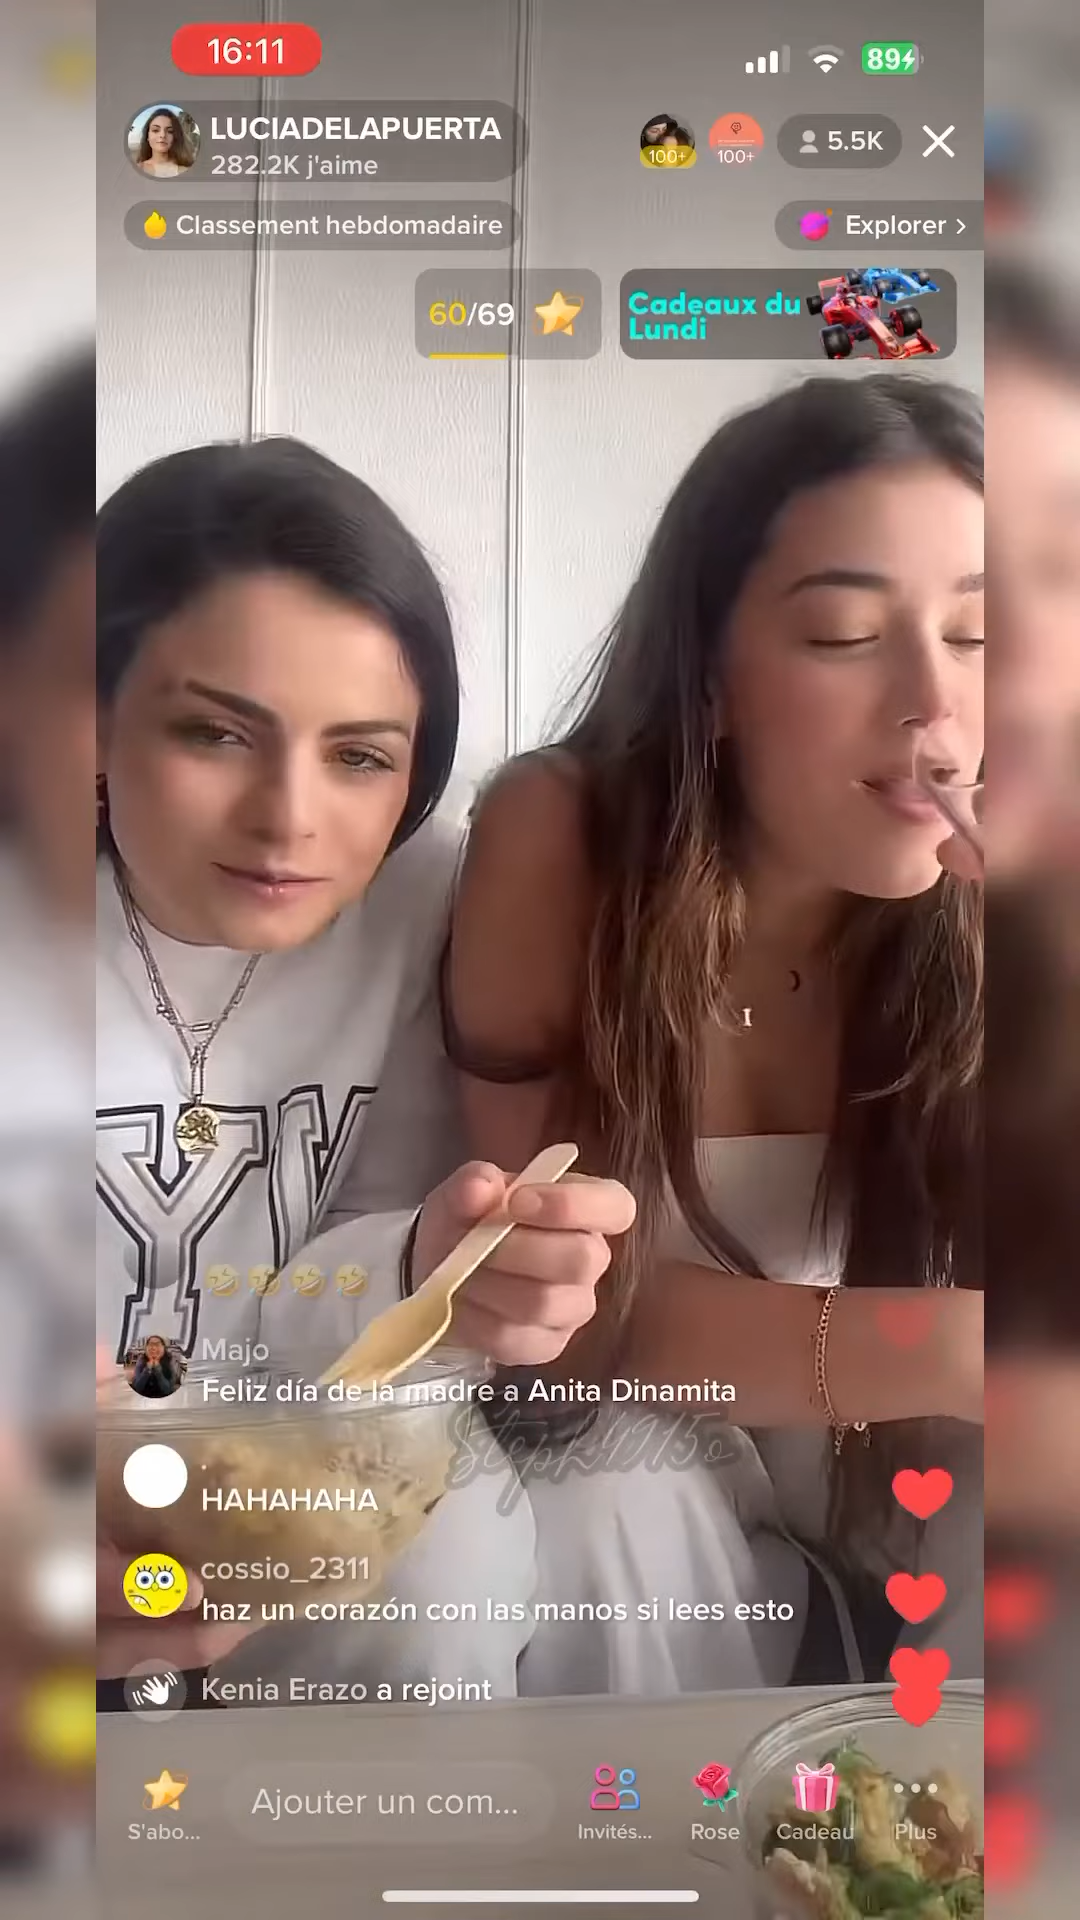 16:11
89
LUCIADELAPUERTA
282.2K j'aime
100+
100+
5.5K
Classement hebdomadaire
Explorer >
60/69
Cadeaux du
Lundi
I
🤣🤣🤣🤣
Majo
Feliz día de la madre a Anita Dinamita
.
HAHAHAHA
cossio_2311
haz un corazón con las manos si lees esto
Kenia Erazo a rejoint
S'abo...
Ajouter un com...
Invités...
Rose
Cadeau
Plus